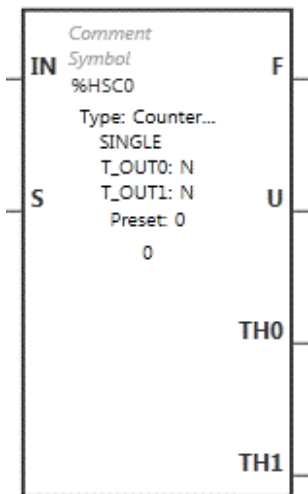 Comment
IN Symbol F
%HSC0
Type: Counter...
SINGLE
T_OUT0: N
S T_OUT1: N U
Preset: 0
0
TH0
TH1